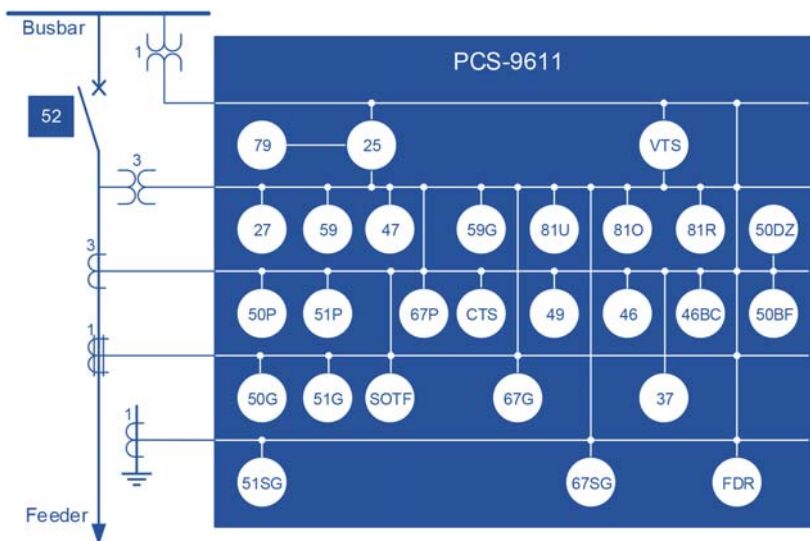 Busbar
1
PCS-9611
52
79 25 VTS
3
27 59 47 59G 81U 81O 81R 50DZ
3
50P 51P 67P CTS 49 46 46BC 50BF
1
50G 51G SOTF 67G 37
1
51SG 67SG FDR
Feeder